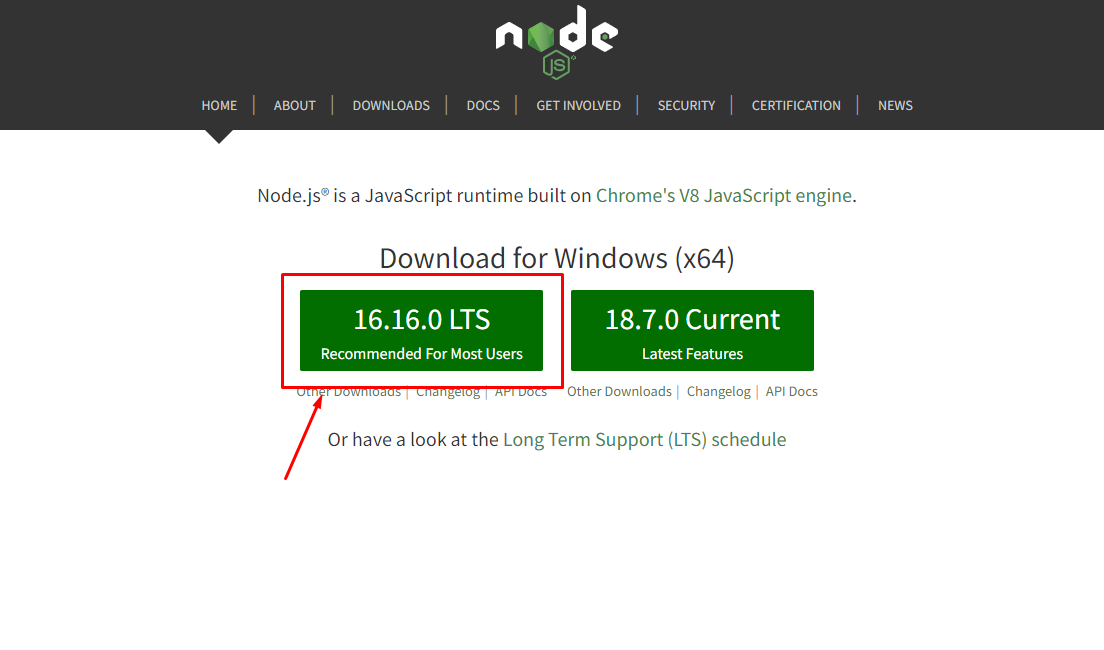 node
JS
HOME | ABOUT | DOWNLOADS | DOCS | GET INVOLVED | SECURITY | CERTIFICATION | NEWS
Node.js® is a JavaScript runtime built on Chrome's V8 JavaScript engine.
Download for Windows (x64)
16.16.0 LTS
Recommended For Most Users
18.7.0 Current
Latest Features
Other Downloads | Changelog | API Docs
Other Downloads | Changelog | API Docs
Or have a look at the Long Term Support (LTS) schedule